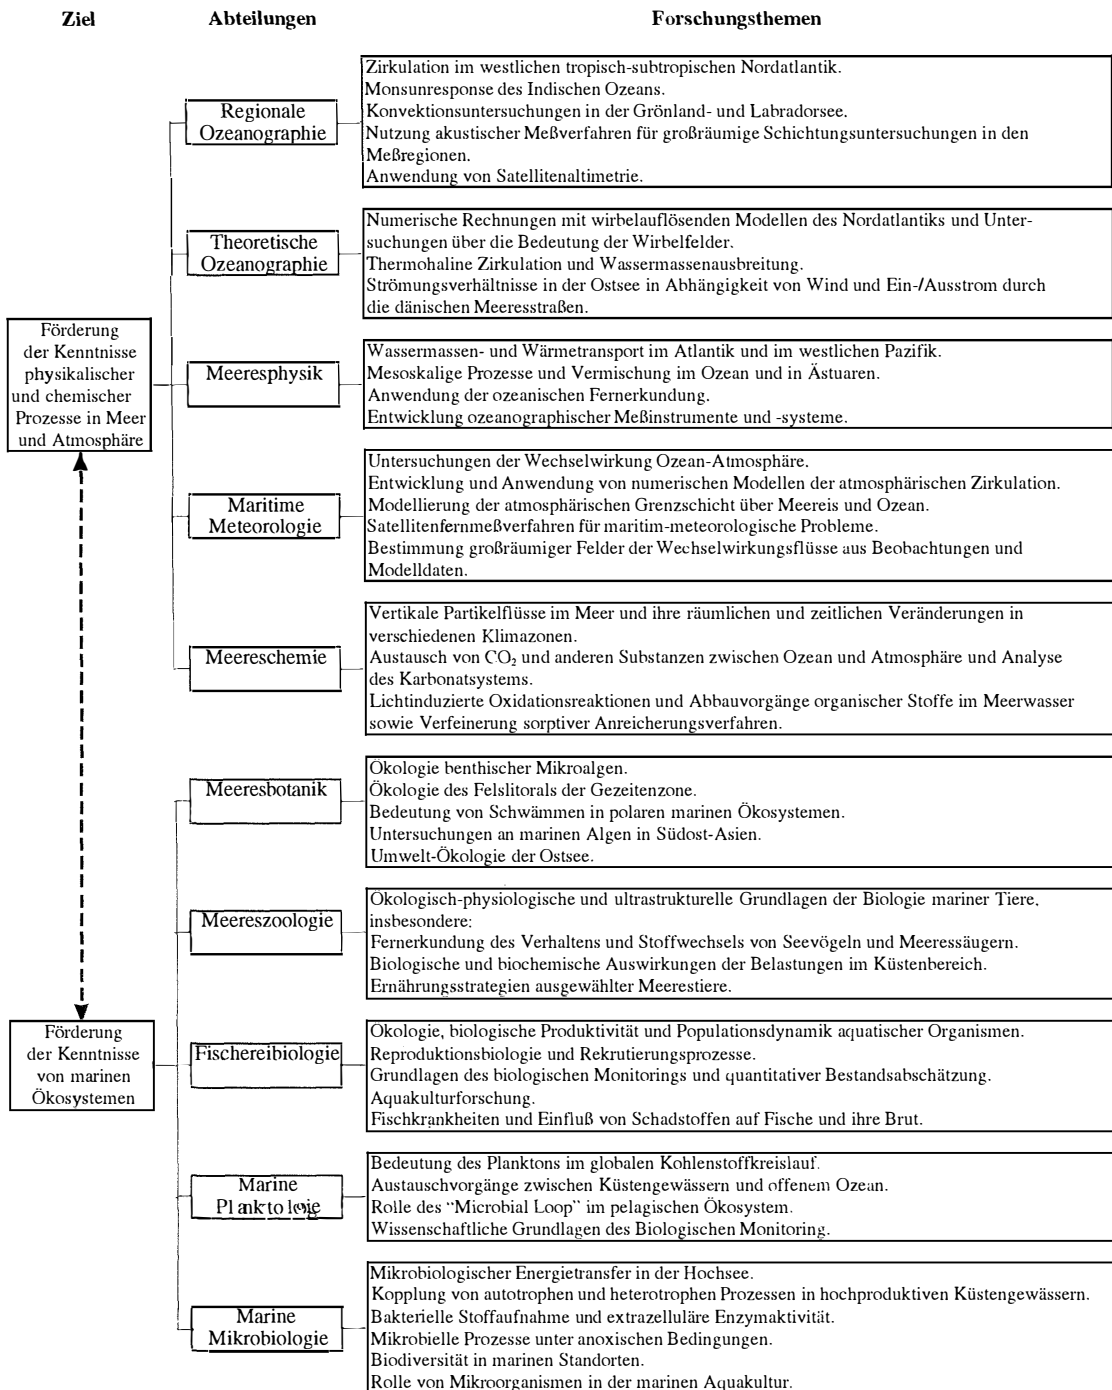 Ziel
Abteilungen
Forschungsthemen
Förderung
der Kenntnisse
physikalischer
und chemischer
Prozesse in Meer
und Atmosphäre
Regionale
Ozeanographie
Zirkulation im westlichen tropisch-subtropischen Nordatlantik.
Monsunresponse des Indischen Ozeans.
Konvektionsuntersuchungen in der Grönland- und Labradorsee.
Nutzung akustischer Meßverfahren für großräumige Schichtungsuntersuchungen in den
Meßregionen.
Anwendung von Satellitenaltimetrie.
Theoretische
Ozeanographie
Numerische Rechnungen mit wirbelauflösenden Modellen des Nordatlantiks und Unter-
suchungen über die Bedeutung der Wirbelfelder.
Thermohaline Zirkulation und Wassermassenausbreitung.
Strömungsverhältnisse in der Ostsee in Abhängigkeit von Wind und Ein-/Ausstrom durch
die dänischen Meeresstraßen.
Meeresphysik
Wassermassen- und Wärmetransport im Atlantik und im westlichen Pazifik.
Mesoskalige Prozesse und Vermischung im Ozean und in Ästuaren.
Anwendung der ozeanischen Fernerkundung.
Entwicklung ozeanographischer Meßinstrumente und -systeme.
Maritime
Meteorologie
Untersuchungen der Wechselwirkung Ozean-Atmosphäre.
Entwicklung und Anwendung von numerischen Modellen der atmosphärischen Zirkulation.
Modellierung der atmosphärischen Grenzschicht über Meereis und Ozean.
Satellitenfernmeßverfahren für maritim-meteorologische Probleme.
Bestimmung großräumiger Felder der Wechselwirkungsflüsse aus Beobachtungen und
Modelldaten.
Meereschemie
Vertikale Partikelflüsse im Meer und ihre räumlichen und zeitlichen Veränderungen in
verschiedenen Klimazonen.
Austausch von CO₂ und anderen Substanzen zwischen Ozean und Atmosphäre und Analyse
des Karbonatsystems.
Lichtinduzierte Oxidationsreaktionen und Abbauvorgänge organischer Stoffe im Meerwasser
sowie Verfeinerung sorptiver Anreicherungsverfahren.
Förderung
der Kenntnisse
von marinen
Ökosystemen
Meeresbotanik
Ökologie benthischer Mikroalgen.
Ökologie des Felslitorals der Gezeitenzone.
Bedeutung von Schwämmen in polaren marinen Ökosystemen.
Untersuchungen an marinen Algen in Südost-Asien.
Umwelt-Ökologie der Ostsee.
Meereszoologie
Ökologisch-physiologische und ultrastrukturelle Grundlagen der Biologie mariner Tiere,
insbesondere:
Fernerkundung des Verhaltens und Stoffwechsels von Seevögeln und Meeressäugern.
Biologische und biochemische Auswirkungen der Belastungen im Küstenbereich.
Ernährungsstrategien ausgewählter Meerestiere.
Fischereibiologie
Ökologie, biologische Produktivität und Populationsdynamik aquatischer Organismen.
Reproduktionsbiologie und Rekrutierungsprozesse.
Grundlagen des biologischen Monitorings und quantitativer Bestandsabschätzung.
Aquakulturforschung.
Fischkrankheiten und Einfluß von Schadstoffen auf Fische und ihre Brut.
Marine
Planktologie
Bedeutung des Planktons im globalen Kohlenstoffkreislauf.
Austauschvorgänge zwischen Küstengewässern und offenem Ozean.
Rolle des “Microbial Loop” im pelagischen Ökosystem.
Wissenschaftliche Grundlagen des Biologischen Monitoring.
Marine
Mikrobiologie
Mikrobiologischer Energietransfer in der Hochsee.
Kopplung von autotrophen und heterotrophen Prozessen in hochproduktiven Küstengewässern.
Bakterielle Stoffaufnahme und extrazelluläre Enzymaktivität.
Mikrobielle Prozesse unter anoxischen Bedingungen.
Biodiversität in marinen Standorten.
Rolle von Mikroorganismen in der marinen Aquakultur.